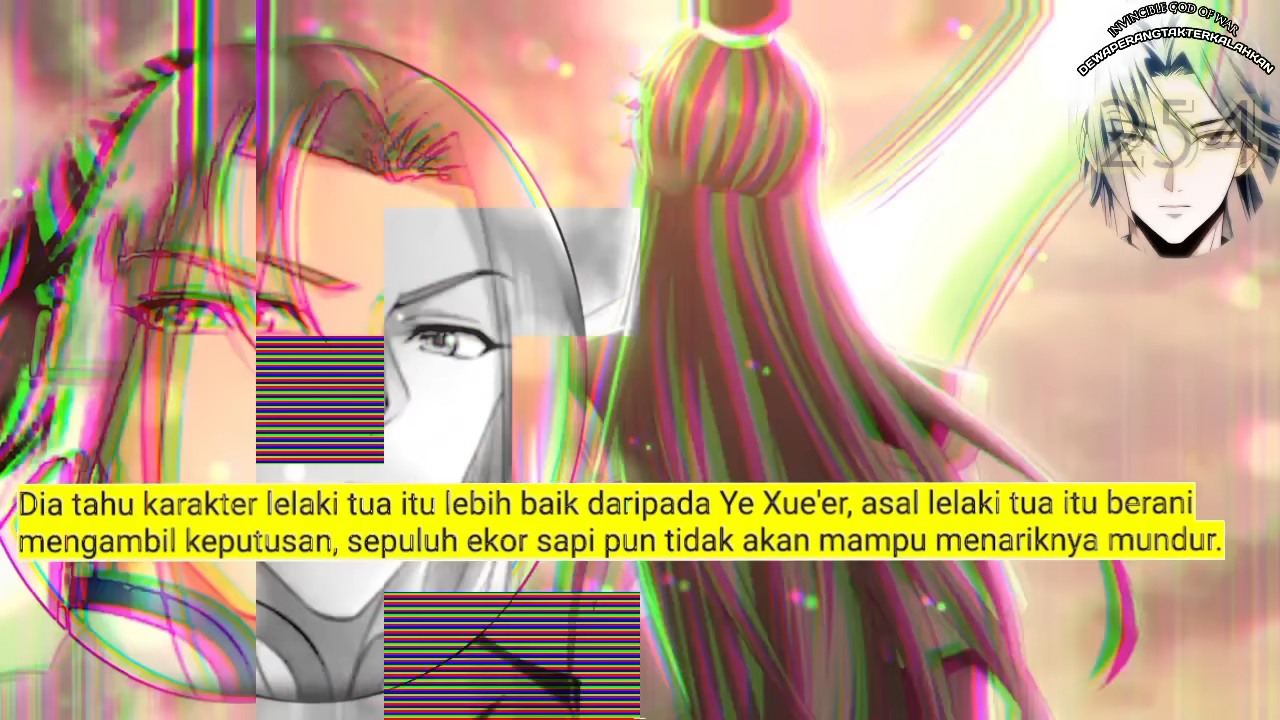 INVINCIBLE GOD OF WAR
DEWAPERANGTAKTERKALAHKAN
254
Dia tahu karakter lelaki tua itu lebih baik daripada Ye Xue'er, asal lelaki tua itu berani
mengambil keputusan, sepuluh ekor sapi pun tidak akan mampu menariknya mundur.